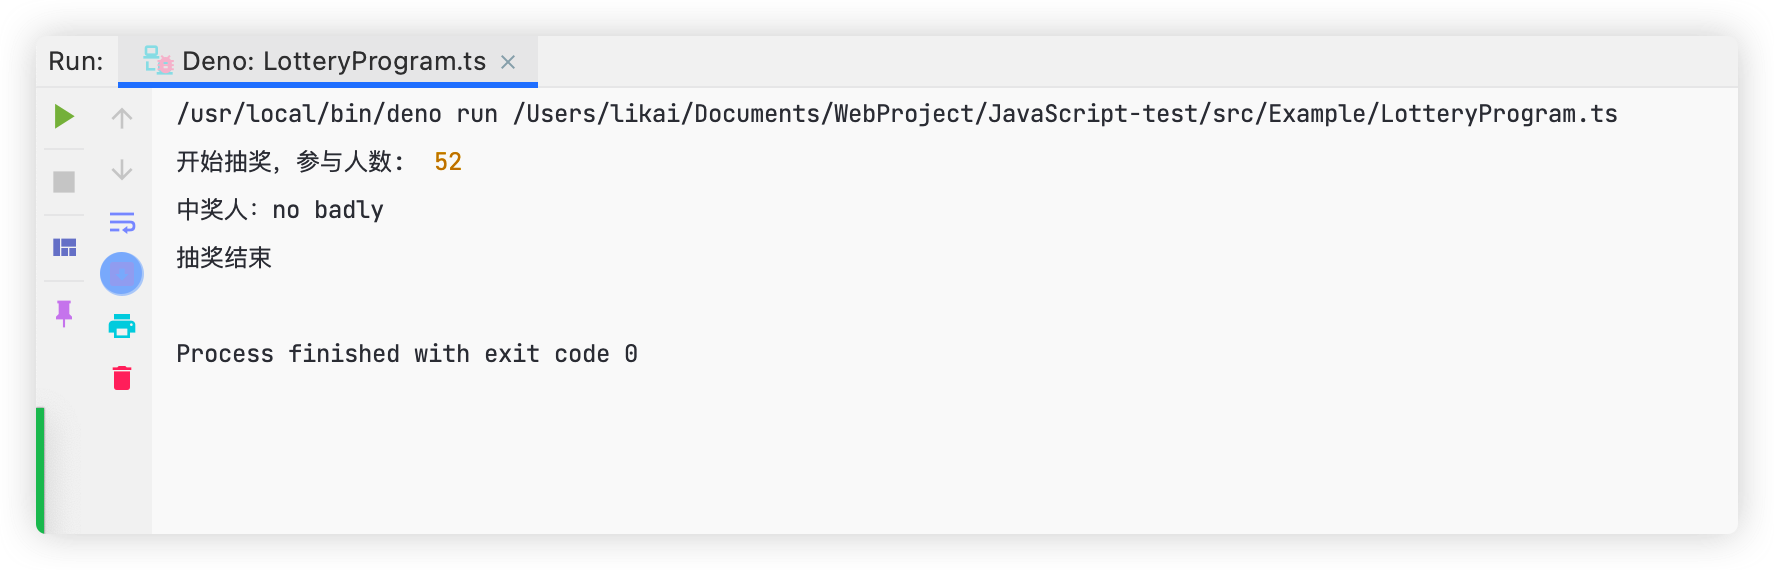 Run: Deno: LotteryProgram.ts
/usr/local/bin/deno run /Users/likai/Documents/WebProject/JavaScript-test/src/Example/LotteryProgram.ts
开始抽奖，参与人数： 52
中奖人：no badly
抽奖结束
Process finished with exit code 0